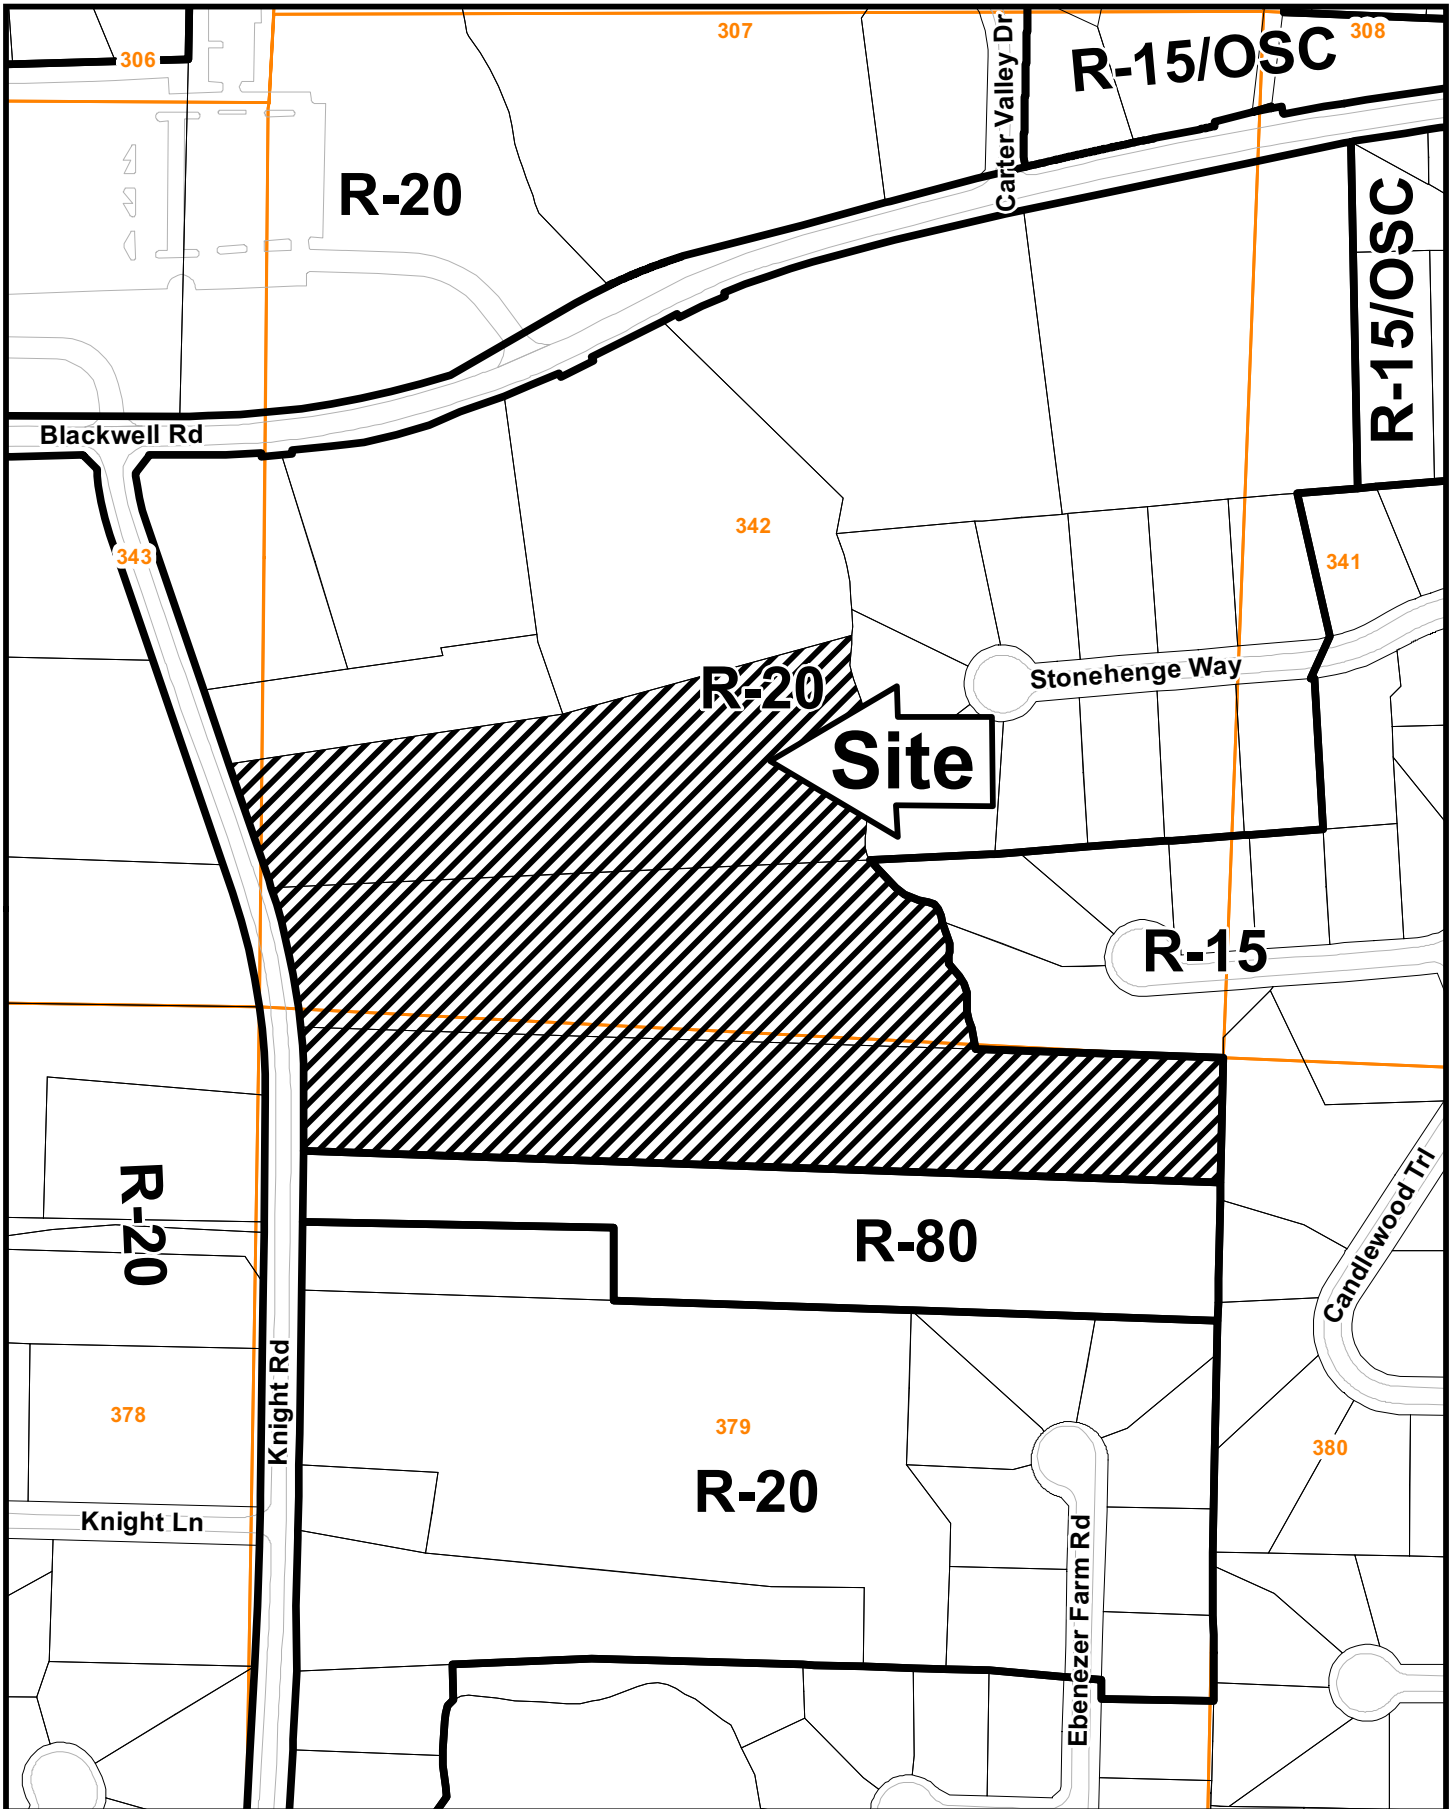 307
308
306
Carter Valley Dr
R-15/OSC
R-20
R-15/OSC
Blackwell Rd
342
343
341
Stonehenge Way
R-20
Site
R-15
R-20
R-80
Candlewood Trl
Knight Rd
378
379
380
R-20
Knight Ln
Ebenezer Farm Rd